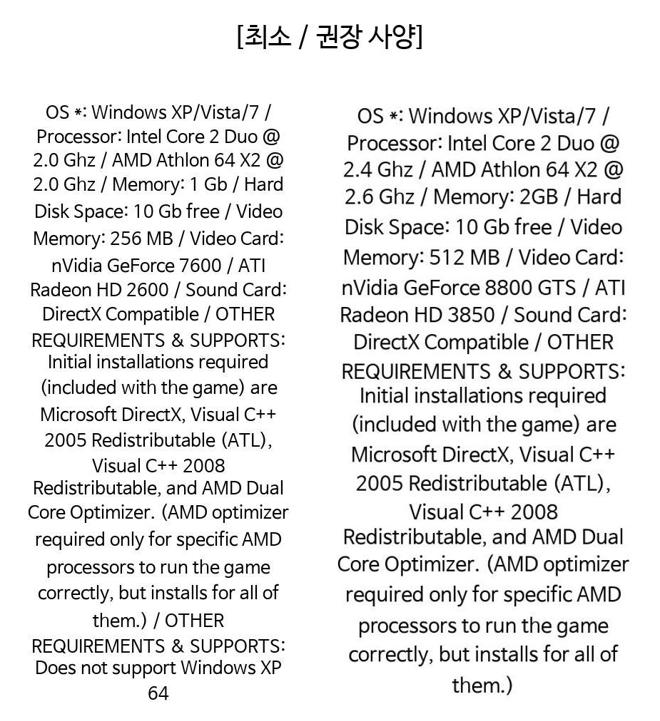 [최소 / 권장 사양]
OS *: Windows XP/Vista/7 /
Processor: Intel Core 2 Duo @
2.0 Ghz / AMD Athlon 64 X2 @
2.0 Ghz / Memory: 1 Gb / Hard
Disk Space: 10 Gb free / Video
Memory: 256 MB / Video Card:
nVidia GeForce 7600 / ATI
Radeon HD 2600 / Sound Card:
DirectX Compatible / OTHER
REQUIREMENTS & SUPPORTS:
Initial installations required
(included with the game) are
Microsoft DirectX, Visual C++
2005 Redistributable (ATL),
Visual C++ 2008
Redistributable, and AMD Dual
Core Optimizer. (AMD optimizer
required only for specific AMD
processors to run the game
correctly, but installs for all of
them.) / OTHER
REQUIREMENTS & SUPPORTS:
Does not support Windows XP
64
OS *: Windows XP/Vista/7 /
Processor: Intel Core 2 Duo @
2.4 Ghz / AMD Athlon 64 X2 @
2.6 Ghz / Memory: 2GB / Hard
Disk Space: 10 Gb free / Video
Memory: 512 MB / Video Card:
nVidia GeForce 8800 GTS / ATI
Radeon HD 3850 / Sound Card:
DirectX Compatible / OTHER
REQUIREMENTS & SUPPORTS:
Initial installations required
(included with the game) are
Microsoft DirectX, Visual C++
2005 Redistributable (ATL),
Visual C++ 2008
Redistributable, and AMD Dual
Core Optimizer. (AMD optimizer
required only for specific AMD
processors to run the game
correctly, but installs for all of
them.)